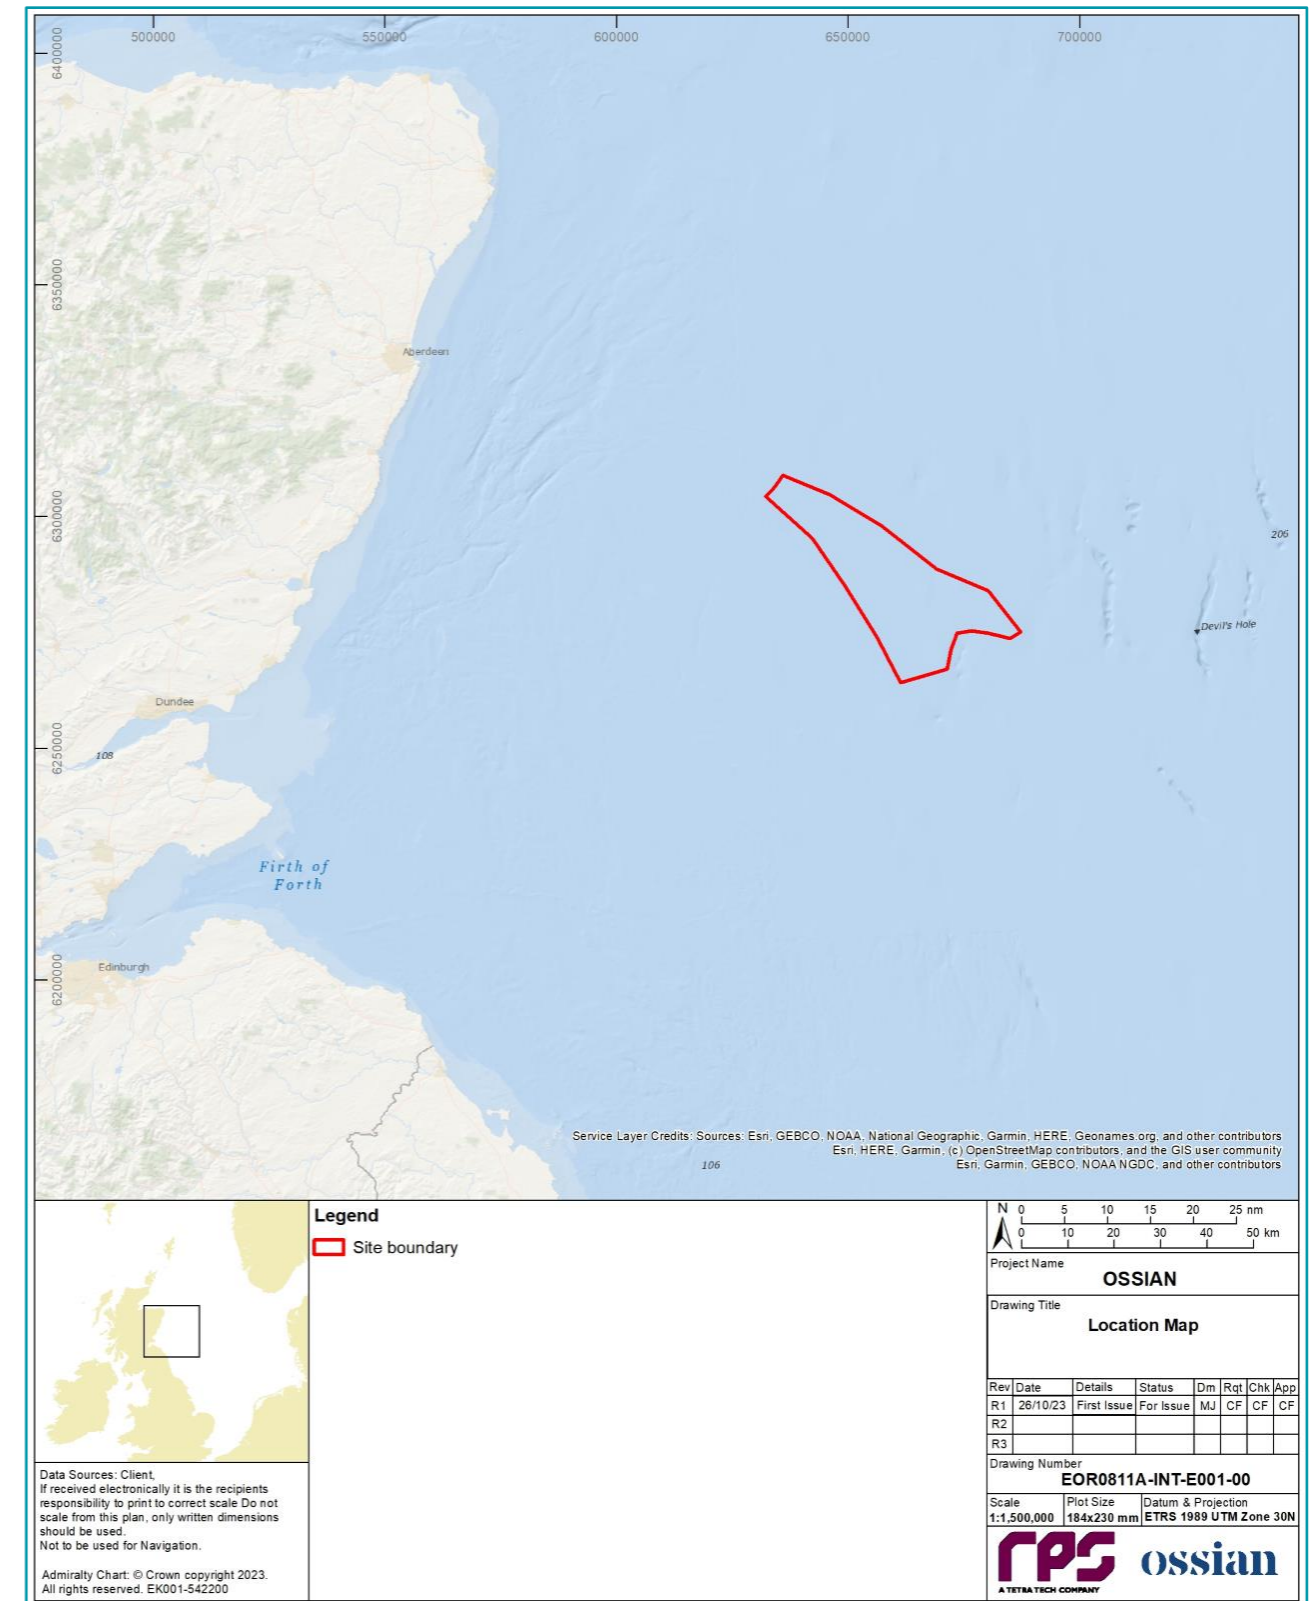 500000 550000 600000 650000 700000
6400000
6350000
Aberdeen
6300000
206
Devil's Hole
Dundee
6250000
108
Firth of
Forth
6200000
Edinburgh
Service Layer Credits: Sources: Esri, GEBCO, NOAA, National Geographic, Garmin, HERE, Geonames.org, and other contributors
Esri, HERE, Garmin, (c) OpenStreetMap contributors, and the GIS user community
Esri, Garmin, GEBCO, NOAA NGDC, and other contributors
106
Legend
Site boundary
Data Sources: Client,
If received electronically it is the recipients
responsibility to print to correct scale Do not
scale from this plan, only written dimensions
should be used.
Not to be used for Navigation.
Admiralty Chart: © Crown copyright 2023.
All rights reserved. EK001-542200
N 0 5 10 15 20 25 nm
0 10 20 30 40 50 km
Project Name
OSSIAN
Drawing Title
Location Map
Rev Date Details Status Dm Rqt Chk App
R1 26/10/23 First Issue For Issue MJ CF CF CF
R2
R3
Drawing Number
EOR0811A-INT-E001-00
Scale Plot Size Datum & Projection
1:1,500,000 184x230 mm ETRS 1989 UTM Zone 30N
rps ossian
A TETRA TECH COMPANY